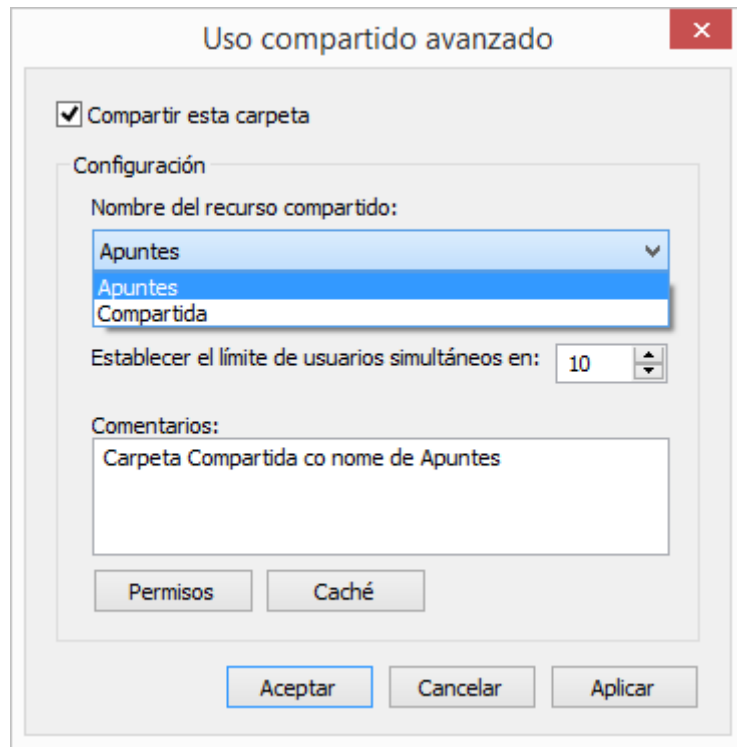 Uso compartido avanzado
Compartir esta carpeta
Configuración
Nombre del recurso compartido:
Apuntes
Apuntes
Compartida
Establecer el límite de usuarios simultáneos en: 10
Comentarios:
Carpeta Compartida co nome de Apuntes
Permisos Caché
Aceptar Cancelar Aplicar